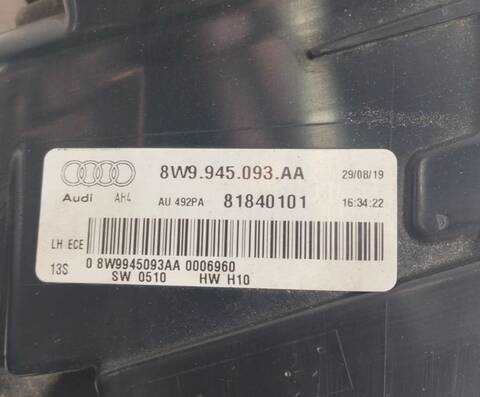 8W9.945.093.AA 29/08/19
Audi AH4 AU 492PA 81840101 16:34:22
LH ECE
13S 0 8W9945093AA 0006960
SW 0510 HW H10